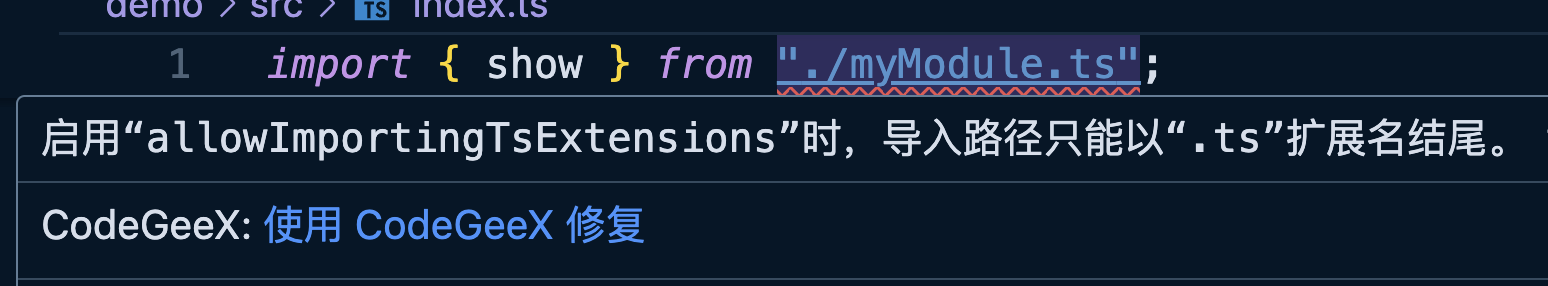 demo > src > TS index.ts
1 import { show } from "./myModule.ts";
启用“allowImportingTsExtensions”时，导入路径只能以“.ts”扩展名结尾。
CodeGeeX: 使用 CodeGeeX 修复